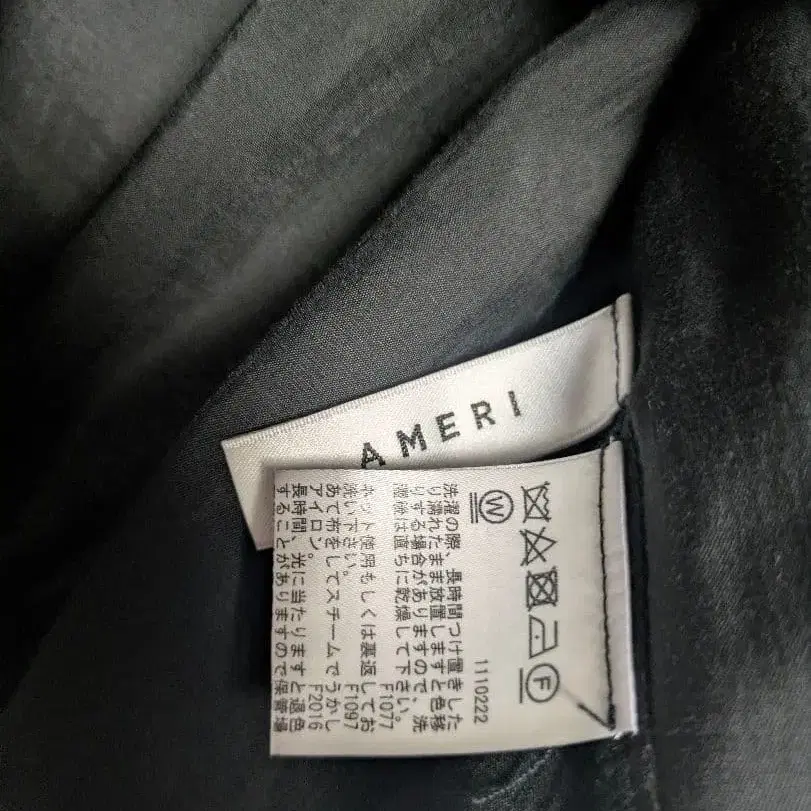 AMERI
W
F
1110222
洗濯の際、長時間つけ置きした
り濡れたまま放置しますと色移
りする場合がありますので、洗
濯後は直ちに乾燥して下さい。
F1077
ネット使用もしくは裏返してお
洗い下さい。
F1097
あて布をしてスチームでうかし
アイロン。
F2016
長時間、光に当たりますと退色
することがありますので保管場